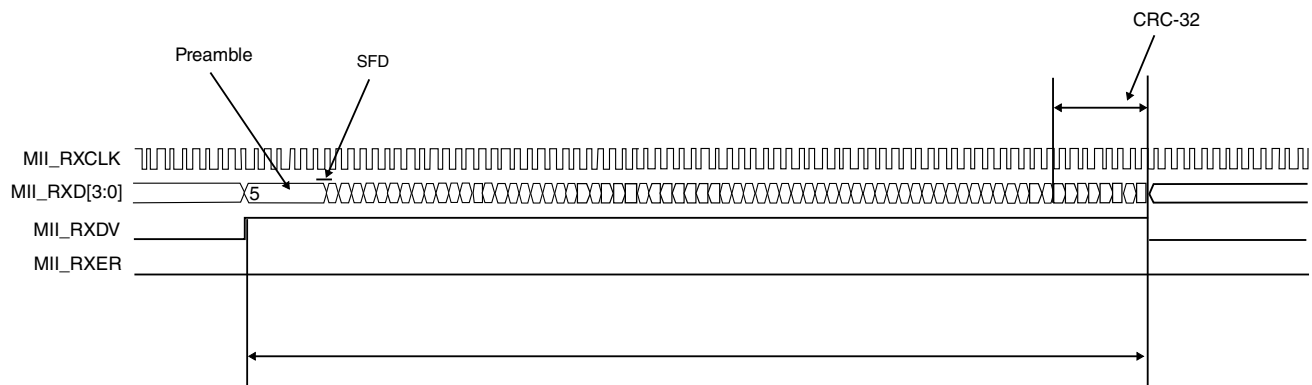 CRC-32
Preamble
SFD
MII_RXCLK
MII_RXD[3:0]
5
MII_RXDV
MII_RXER